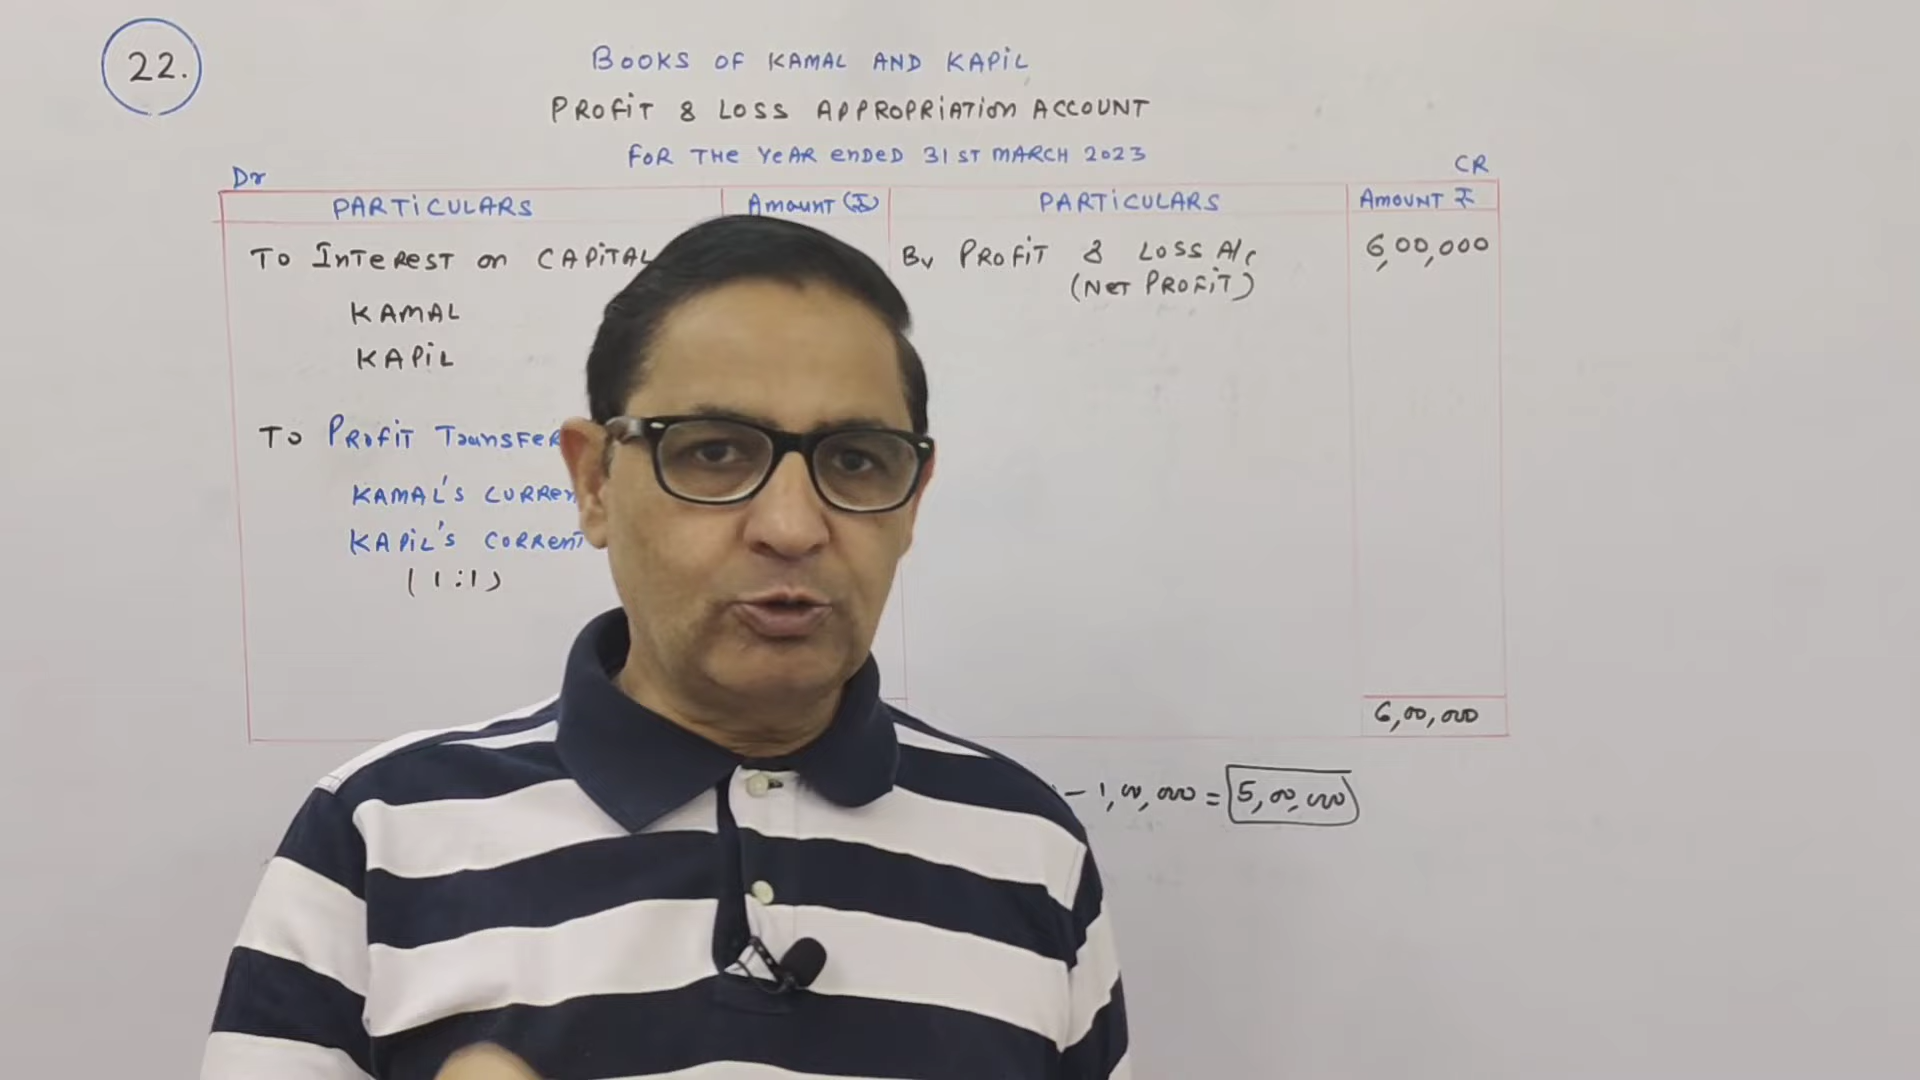 22.
BOOKS OF KAMAL AND KAPIL
PROFIT & LOSS APPROPRIATION ACCOUNT
FOR THE YEAR ENDED 31ST MARCH 2023
Dr
CR
PARTICULARS
AMOUNT (₹)
PARTICULARS
AMOUNT ₹
TO INTEREST ON CAPITAL
KAMAL
KAPIL
TO PROFIT TRANSFER
KAMAL'S CURREN
KAPIL'S CURRENT
(1:1)
By PROFIT & LOSS A/c
6,00,000
(NET PROFIT)
6,00,000
- 1,00,000 = 5,00,000